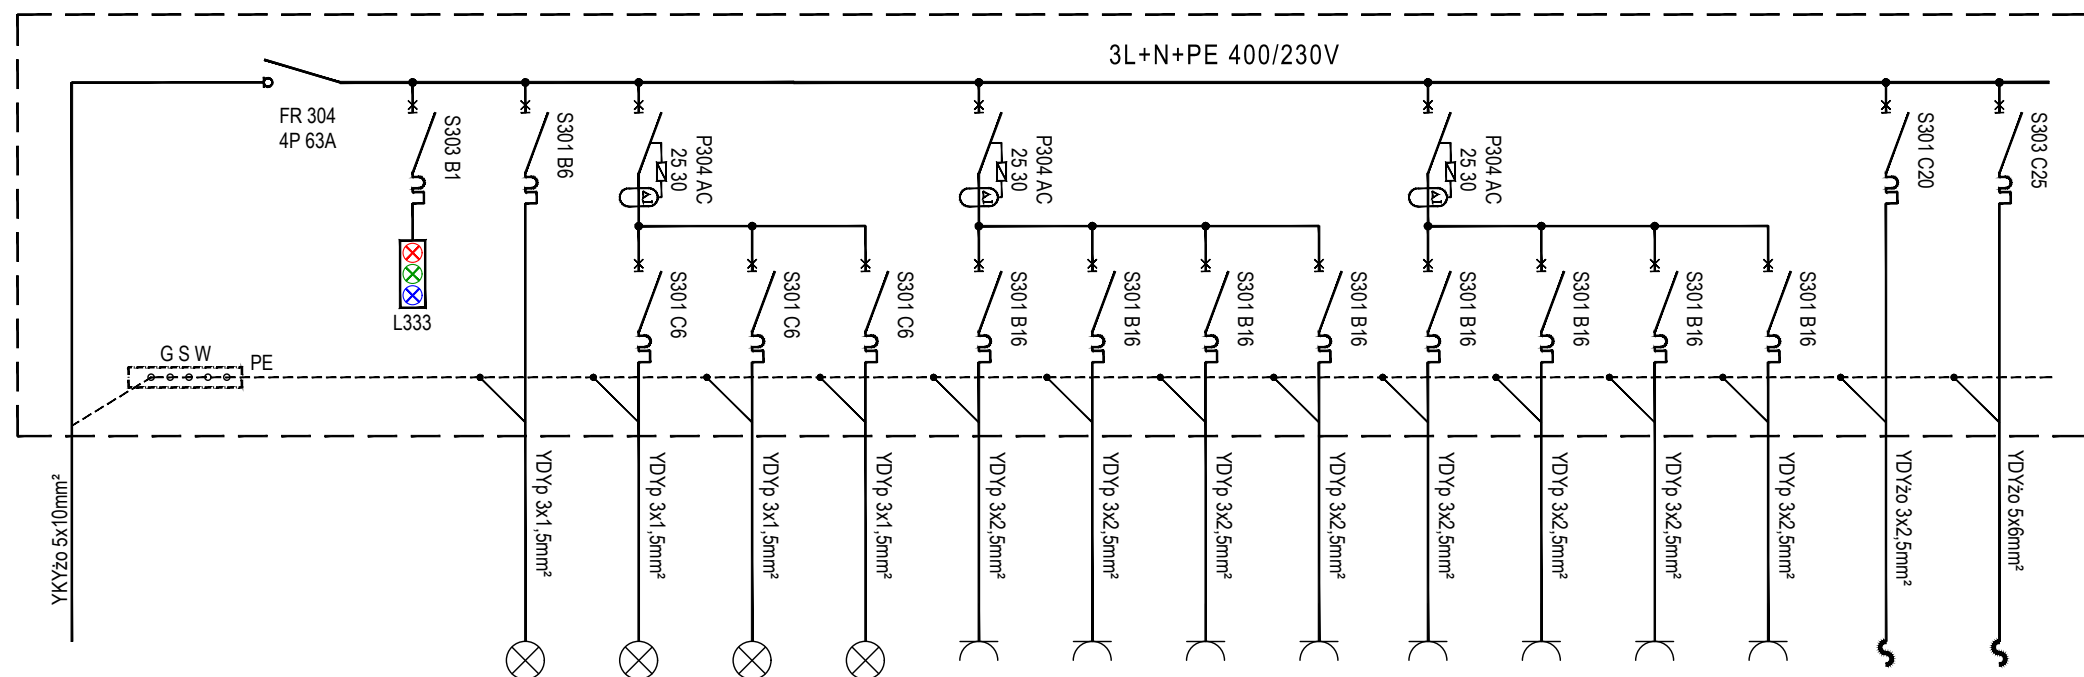 3L+N+PE 400/230V
FR 304
4P 63A
S303 B1
S301 B6
P304 AC
25 30
P304 AC
25 30
P304 AC
25 30
S301 C20
S303 C25
L333
S301 C6
S301 C6
S301 C6
S301 B16
S301 B16
S301 B16
S301 B16
S301 B16
S301 B16
S301 B16
S301 B16
G S W
PE
YKYżo 5x10mm²
YDYp 3x1,5mm²
YDYp 3x1,5mm²
YDYp 3x1,5mm²
YDYp 3x1,5mm²
YDYp 3x2,5mm²
YDYp 3x2,5mm²
YDYp 3x2,5mm²
YDYp 3x2,5mm²
YDYp 3x2,5mm²
YDYp 3x2,5mm²
YDYp 3x2,5mm²
YDYp 3x2,5mm²
YDYżo 3x2,5mm²
YDYżo 5x6mm²